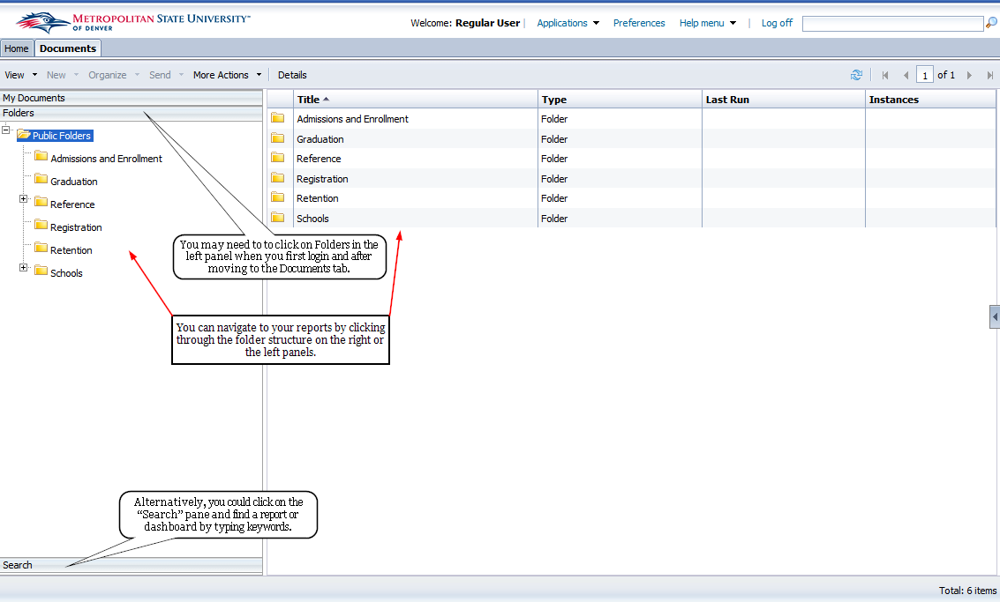 METROPOLITAN STATE UNIVERSITY™
OF DENVER
Welcome: Regular User | Applications Preferences Help menu | Log off
Home Documents
View New Organize Send More Actions Details 1 of 1
My Documents
Folders
Public Folders
Admissions and Enrollment
Graduation
Reference
Registration
Retention
Schools
Title Type Last Run Instances
Admissions and Enrollment Folder
Graduation Folder
Reference Folder
Registration Folder
Retention Folder
Schools Folder
You may need to to click on Folders in the
left panel when you first login and after
moving to the Documents tab.
You can navigate to your reports by clicking
through the folder structure on the right or
the left panels.
Alternatively, you could click on the
“Search” pane and find a report or
dashboard by typing keywords.
Search
Total: 6 items